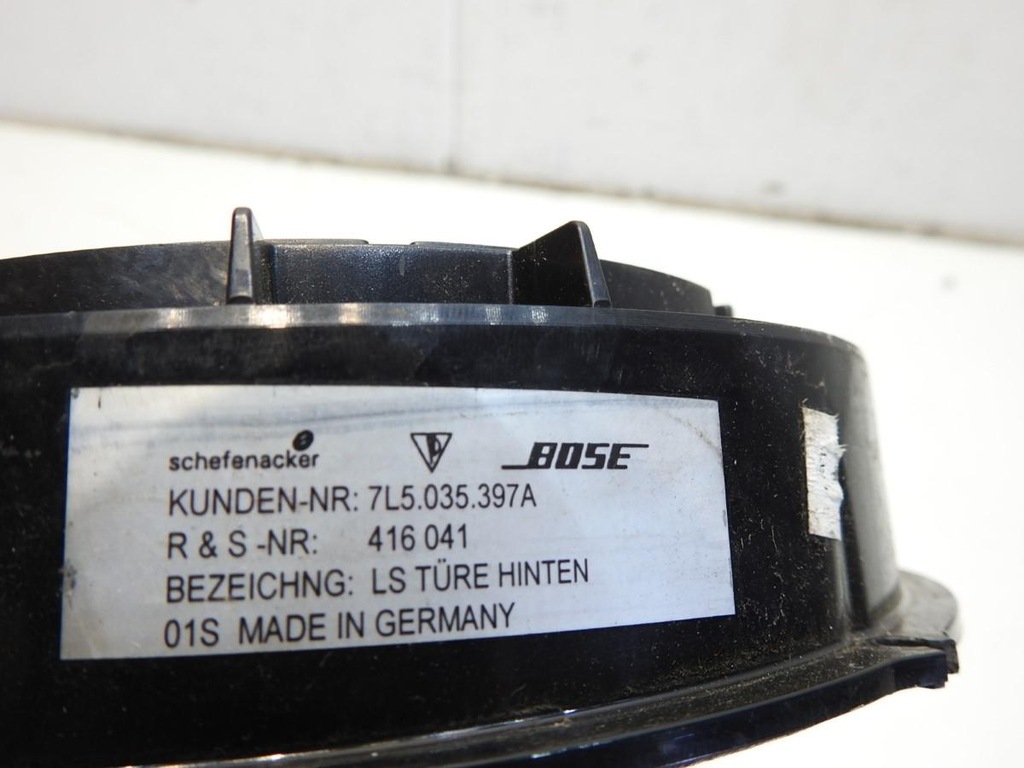 schefenacker BOSE
KUNDEN-NR: 7L5.035.397A
R & S -NR: 416 041
BEZEICHNG: LS TÜRE HINTEN
01S MADE IN GERMANY